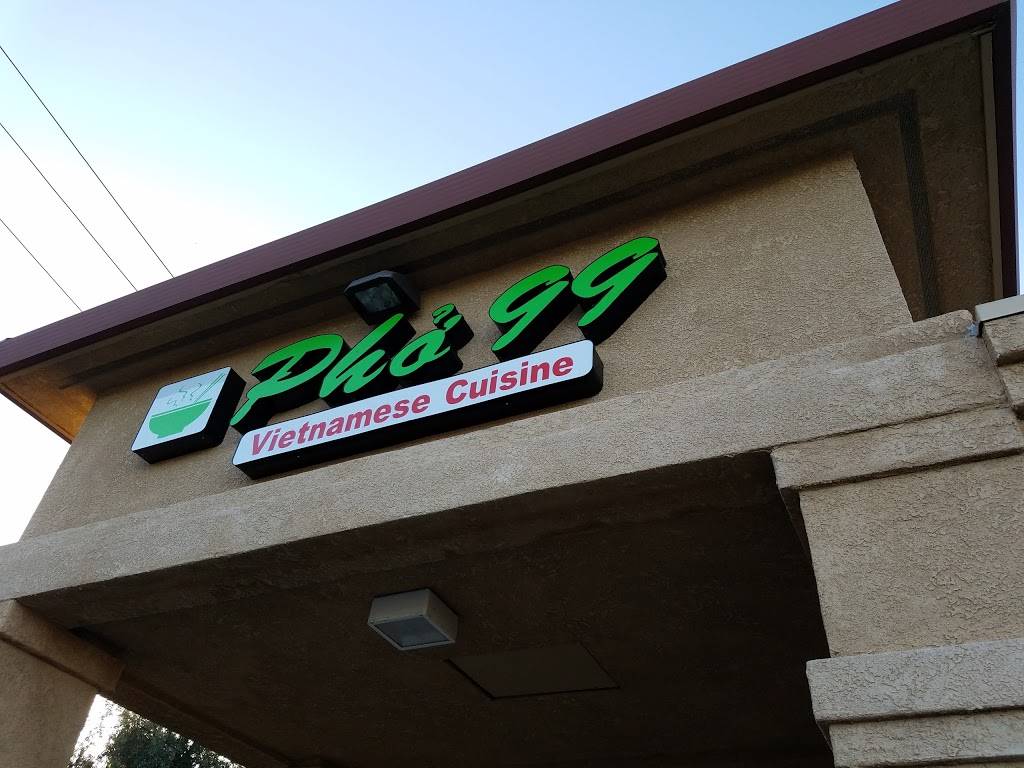 Phở 99
Vietnamese Cuisine